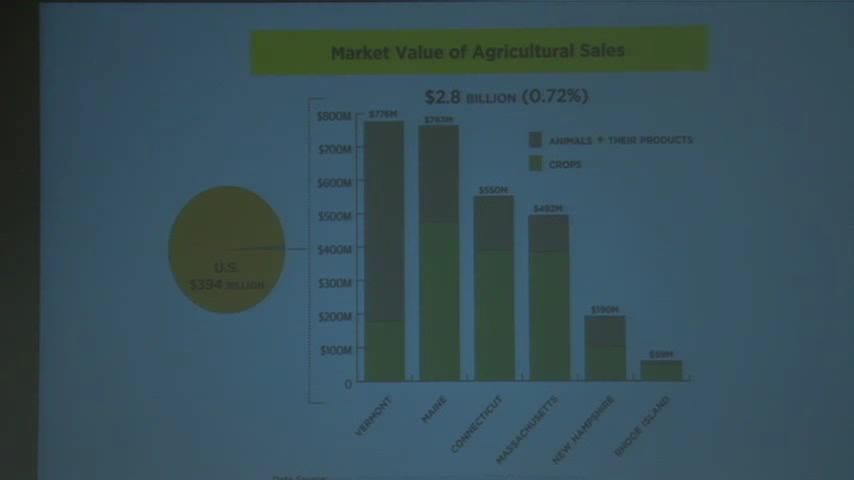 Market Value of Agricultural Sales
$2.8 BILLION (0.72%)
$800M
$700M
$600M
$500M
$400M
$300M
$200M
$100M
0
$776M
$763M
$550M
$492M
$190M
$59M
ANIMALS + THEIR PRODUCTS
CROPS
U.S.
$394 BILLION
VERMONT
MAINE
CONNECTICUT
MASSACHUSETTS
NEW HAMPSHIRE
RHODE ISLAND